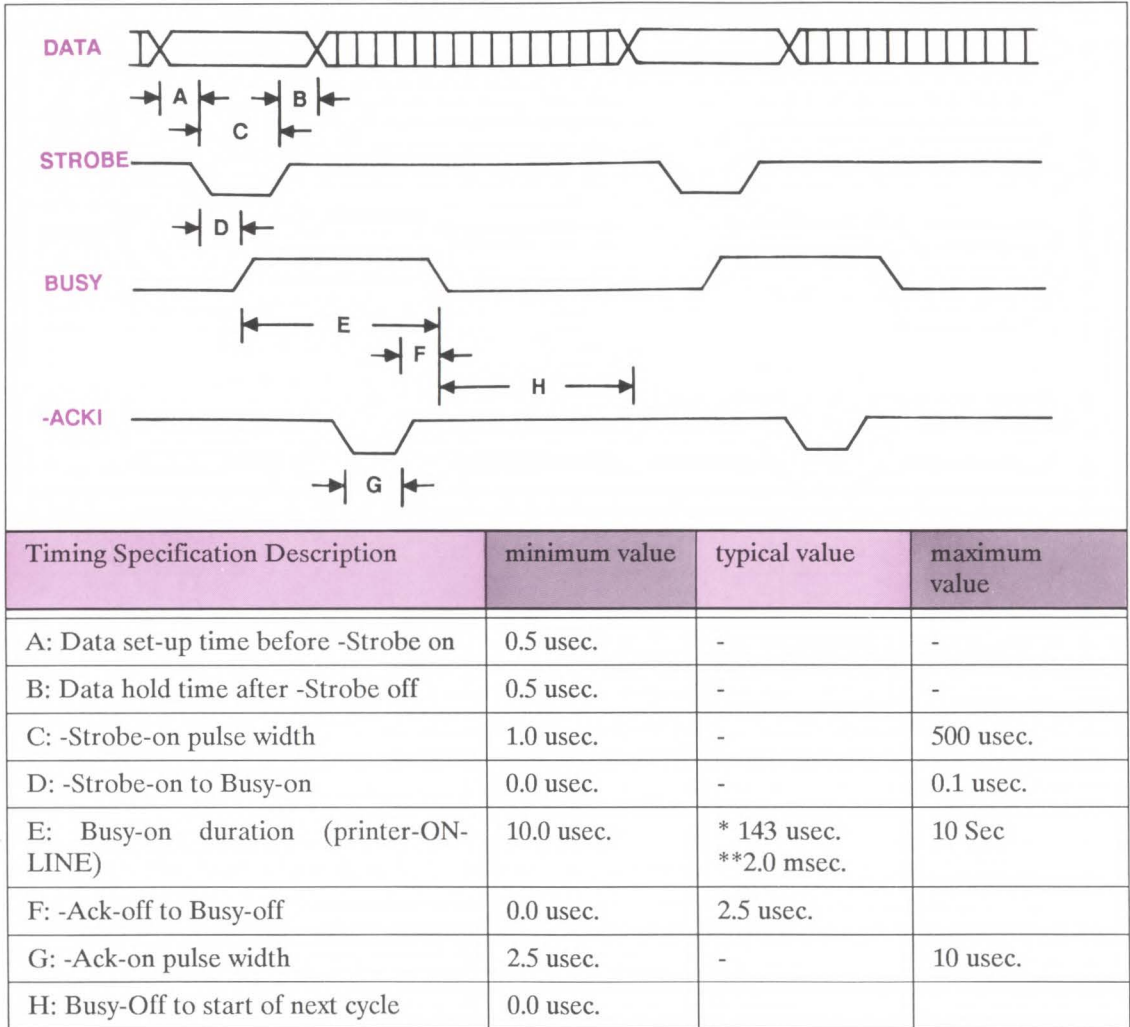 DATA
A
B
C
STROBE
D
BUSY
E
F
H
-ACKI
G
Timing Specification Description minimum value typical value maximum
value
A: Data set-up time before -Strobe on 0.5 usec. - -
B: Data hold time after -Strobe off 0.5 usec. - -
C: -Strobe-on pulse width 1.0 usec. - 500 usec.
D: -Strobe-on to Busy-on 0.0 usec. - 0.1 usec.
E: Busy-on duration (printer-ON- 10.0 usec. * 143 usec. 10 Sec
LINE) **2.0 msec.
F: -Ack-off to Busy-off 0.0 usec. 2.5 usec.
G: -Ack-on pulse width 2.5 usec. - 10 usec.
H: Busy-Off to start of next cycle 0.0 usec.